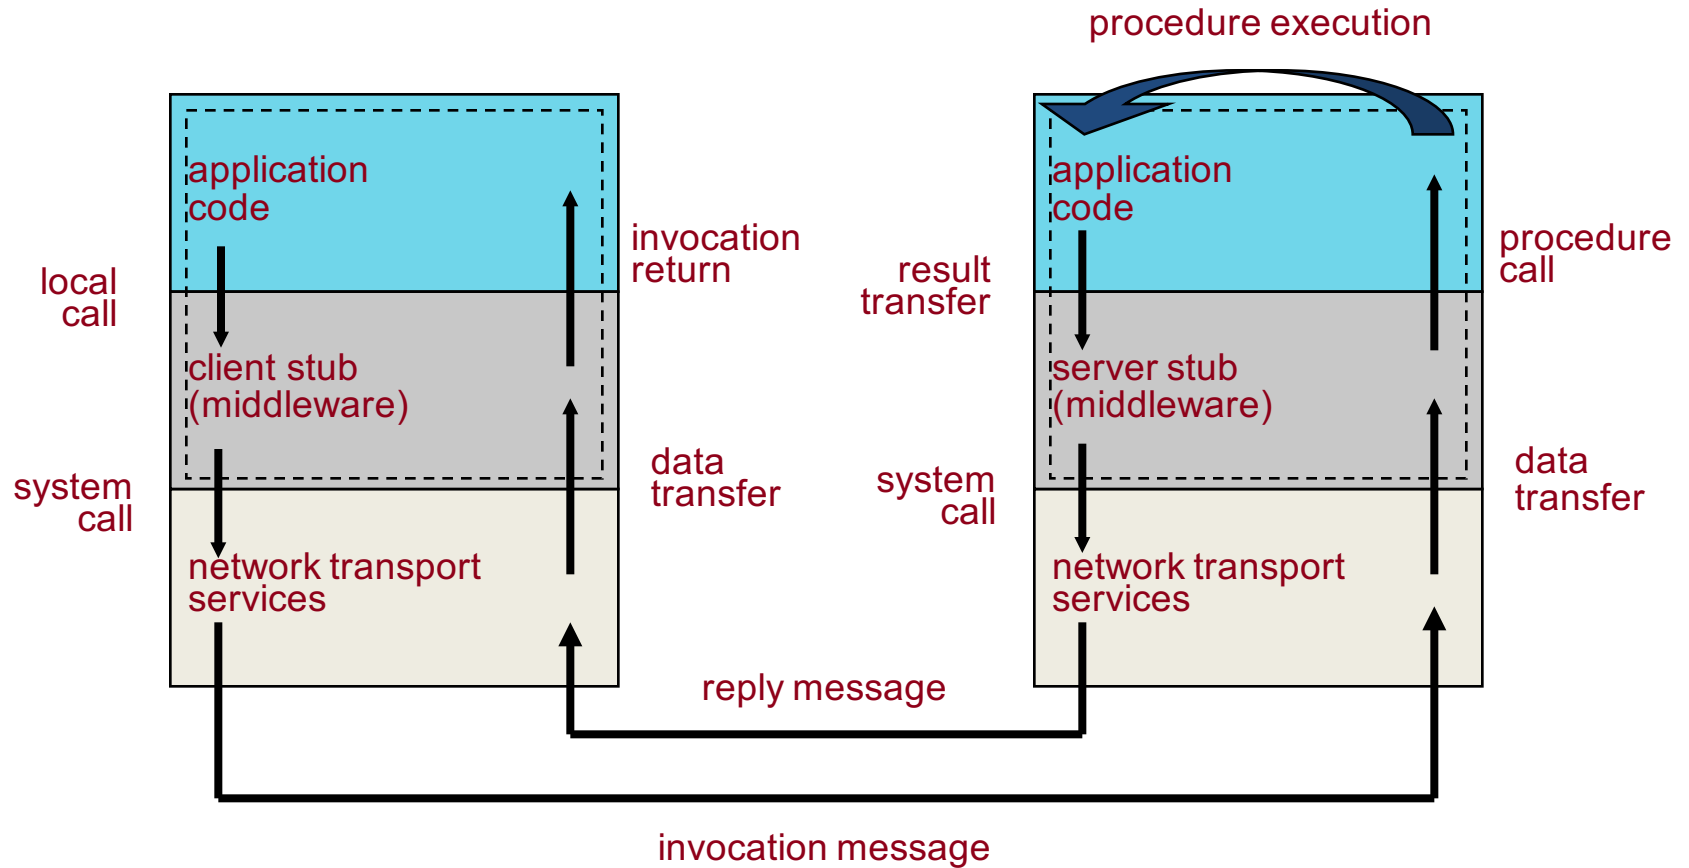 procedure execution
application
code
local
call
client stub
(middleware)
system
call
network transport
services
invocation
return
data
transfer
application
code
result
transfer
server stub
(middleware)
system
call
network transport
services
procedure
call
data
transfer
reply message
invocation message